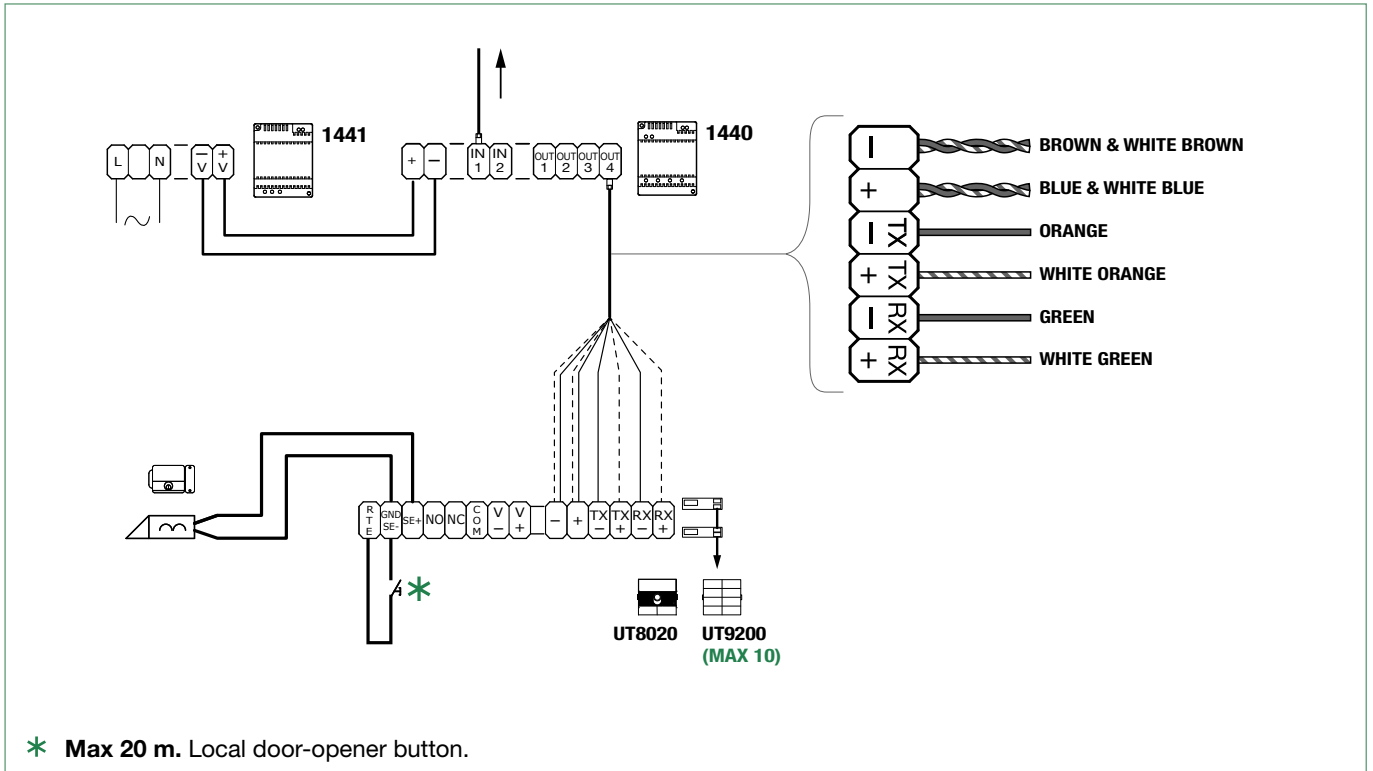 1441
1440
L N
– V + V
+ –
IN 1 IN 2
OUT 1 OUT 2 OUT 3 OUT 4
– BROWN & WHITE BROWN
+ BLUE & WHITE BLUE
– TX ORANGE
+ TX WHITE ORANGE
– RX GREEN
+ RX WHITE GREEN
RTE GND SE- SE+ NO NC COM V – V + – + TX – TX + RX – RX +
*
UT8020 UT9200
(MAX 10)
* Max 20 m. Local door-opener button.